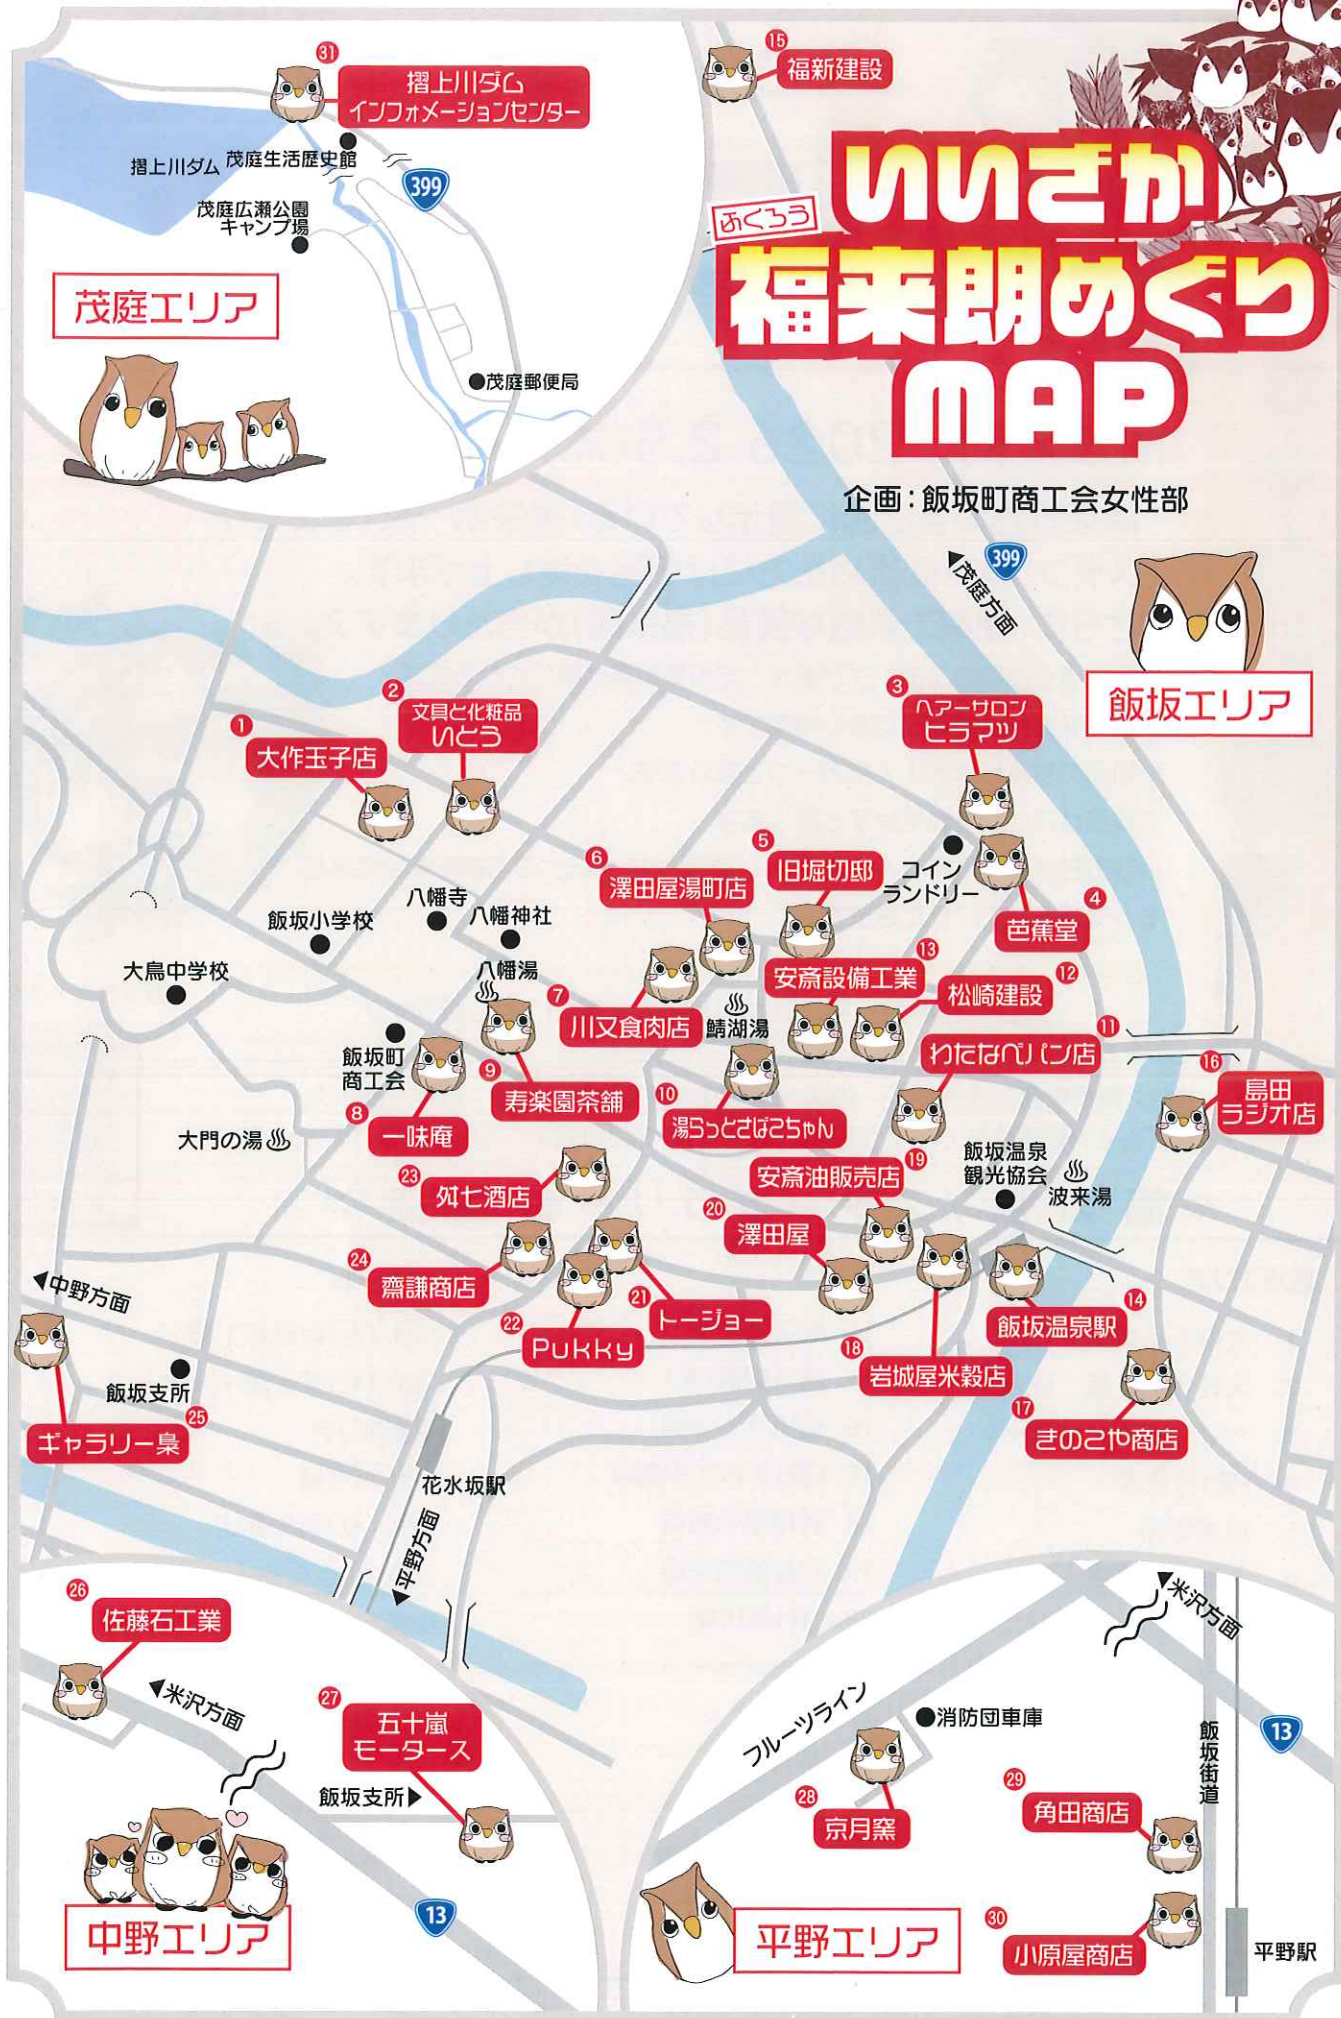 いいざか
ふくろう
福来朗めぐり
MAP
企画：飯坂町商工会女性部
31
摺上川ダム
インフォメーションセンター
摺上川ダム
茂庭生活歴史館
399
茂庭広瀬公園
キャンプ場
茂庭エリア
●茂庭郵便局
15
福新建設
399
◀茂庭方面
飯坂エリア
1
大作玉子店
2
文具と化粧品
いとう
3
ヘアーサロン
ヒラマツ
コイン
ランドリー
4
芭蕉堂
5
旧堀切邸
6
澤田屋湯町店
八幡寺
八幡神社
飯坂小学校
大鳥中学校
八幡湯
7
川又食肉店
鯖湖湯
13
安斎設備工業
12
松崎建設
11
わたなべパン店
飯坂町
商工会
8
一味庵
9
寿楽園茶舗
10
湯らっとさばこちゃん
16
島田
ラジオ店
大門の湯
飯坂温泉
観光協会
波来湯
23
舛七酒店
19
安斎油販売店
20
澤田屋
24
齋謙商店
21
トージョー
22
Pukky
14
飯坂温泉駅
18
岩城屋米穀店
17
きのこや商店
◀中野方面
飯坂支所
25
ギャラリー梟
花水坂駅
◀平野方面
26
佐藤石工業
◀米沢方面
27
五十嵐
モータース
飯坂支所▶
13
中野エリア
◀米沢方面
フルーツライン
●消防団車庫
13
飯坂街道
28
京月窯
29
角田商店
30
小原屋商店
平野駅
平野エリア